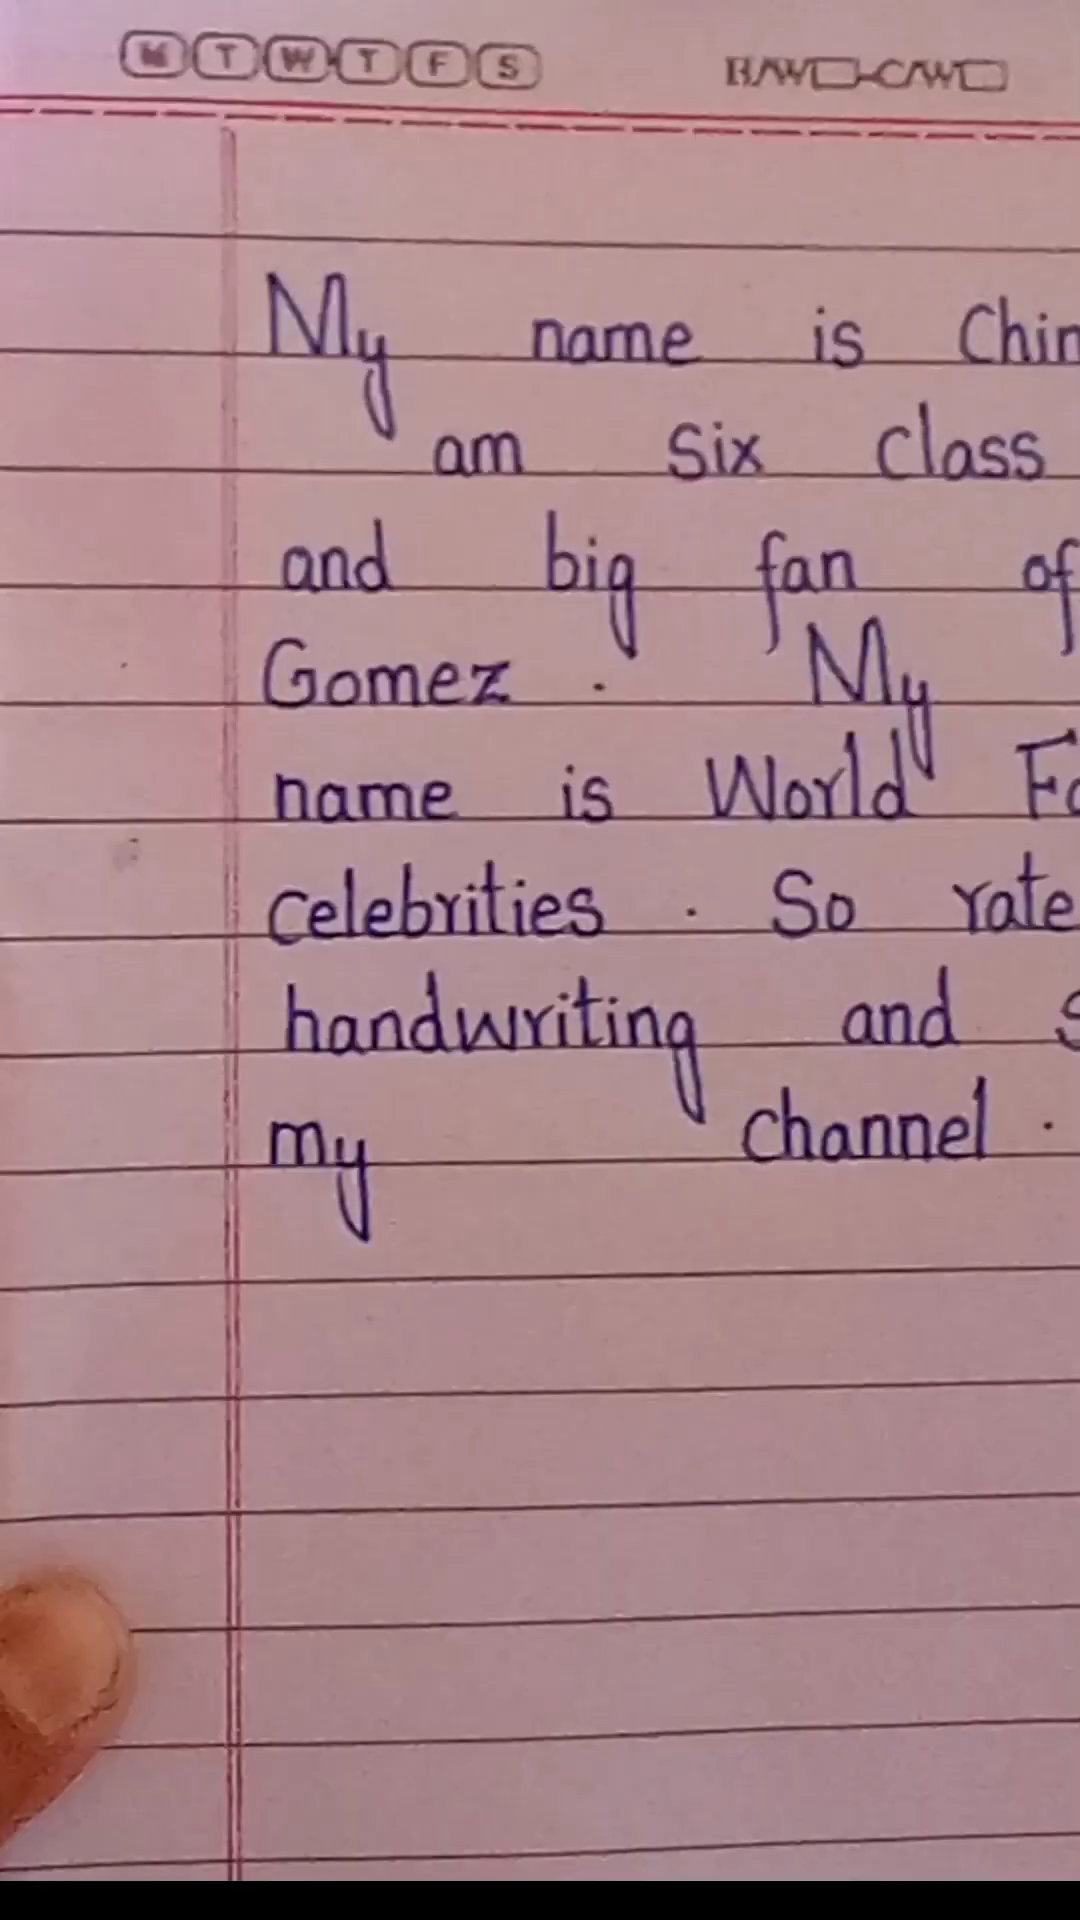 M T W T F S
My name is Chin
am six class
and big fan of
Gomez . My
name is World Fa
celebrities . So rate
handwriting and S
my channel .